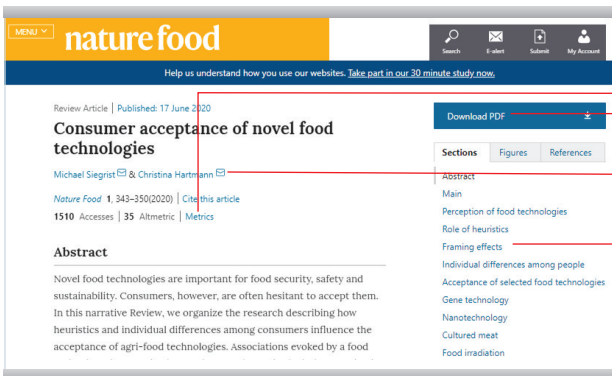 MENU
nature food
Search
E-alert
Submit
My Account
Help us understand how you use our websites. Take part in our 30 minute study now.
Review Article | Published: 17 June 2020
Consumer acceptance of novel food
technologies
Michael Siegrist & Christina Hartmann
Nature Food 1, 343–350(2020) | Cite this article
1510 Accesses | 35 Altmetric | Metrics
Abstract
Novel food technologies are important for food security, safety and
sustainability. Consumers, however, are often hesitant to accept them.
In this narrative Review, we organize the research describing how
heuristics and individual differences among consumers influence the
acceptance of agri-food technologies. Associations evoked by a food
Download PDF
Sections
Figures
References
Abstract
Main
Perception of food technologies
Role of heuristics
Framing effects
Individual differences among people
Acceptance of selected food technologies
Gene technology
Nanotechnology
Cultured meat
Food irradiation